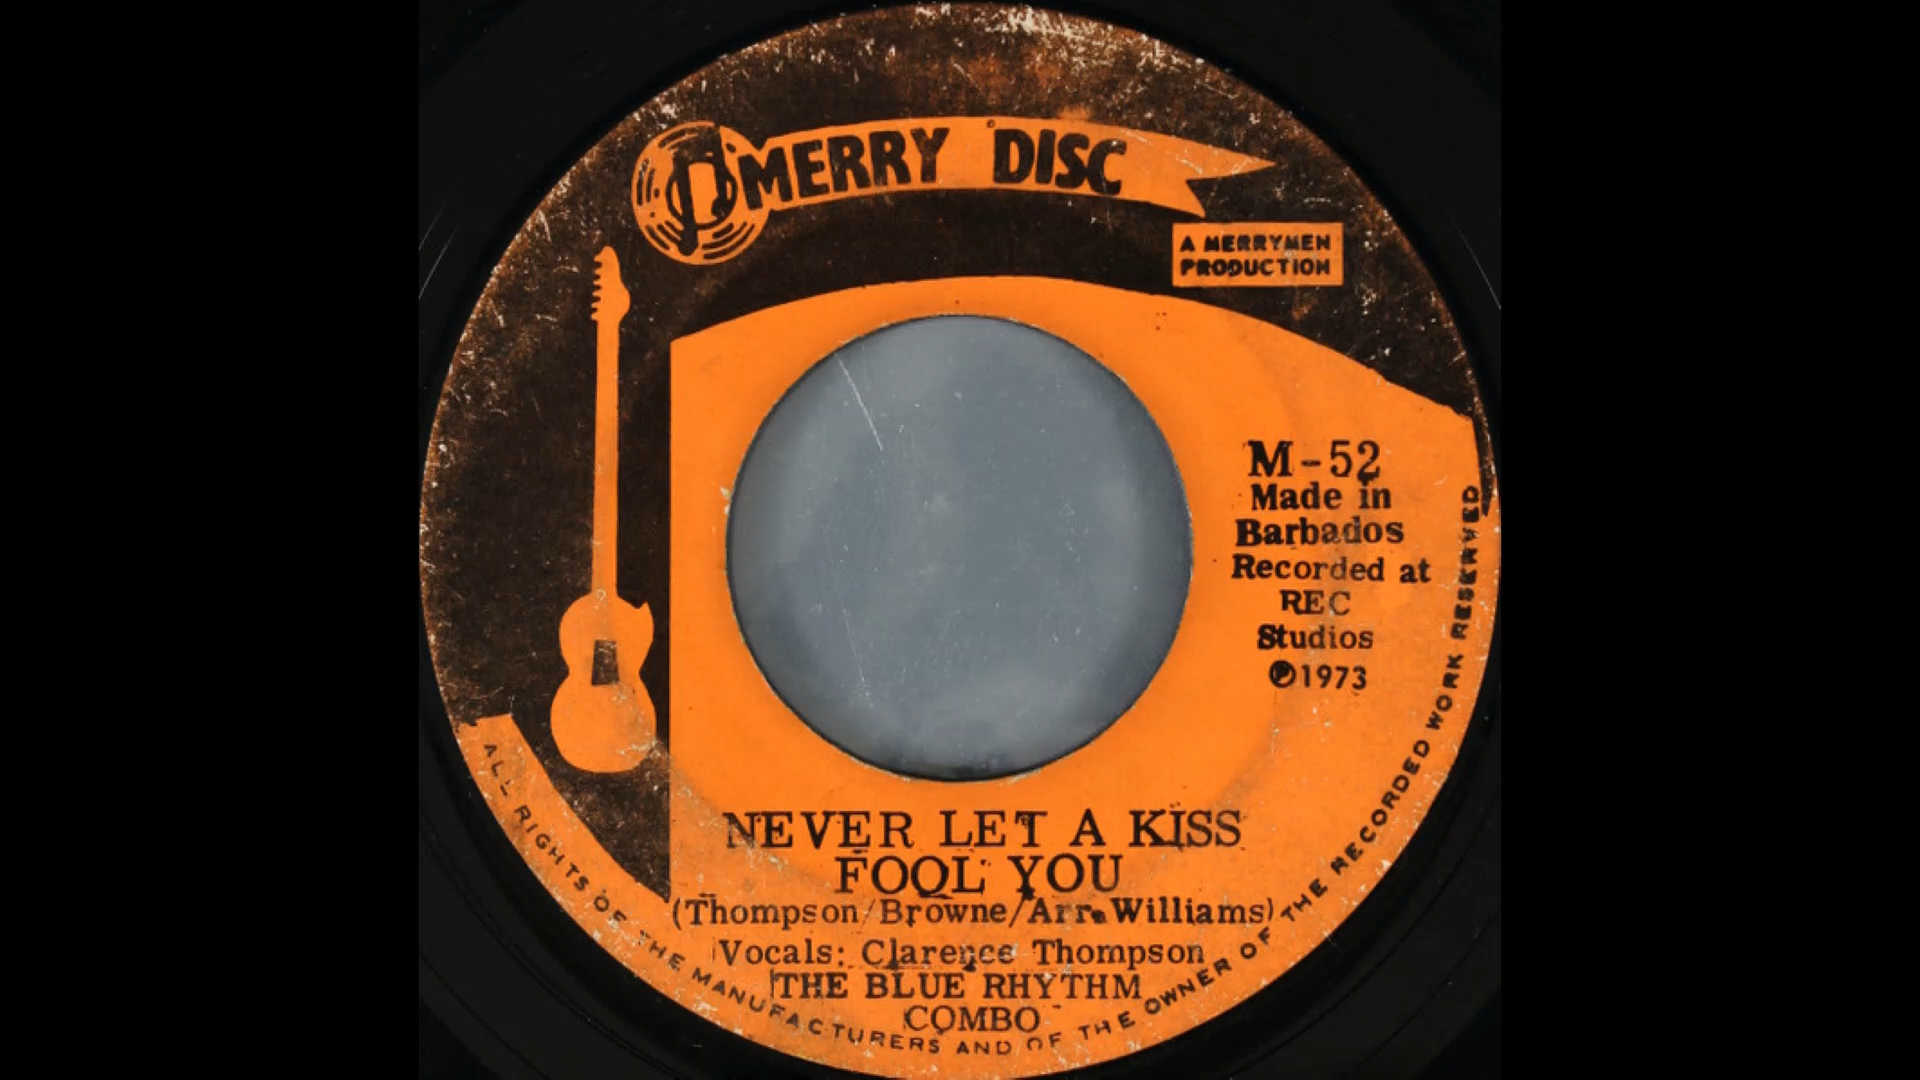 MERRY DISC
A MERRYMEN
PRODUCTION
M-52
Made in
Barbados
Recorded at
REC
Studios
℗1973
NEVER LET A KISS
FOOL YOU
(Thompson/Browne/Arr. Williams)
Vocals: Clarence Thompson
THE BLUE RHYTHM
COMBO
ALL RIGHTS OF THE MANUFACTURERS AND OF THE OWNER OF THE RECORDED WORK RESERVED